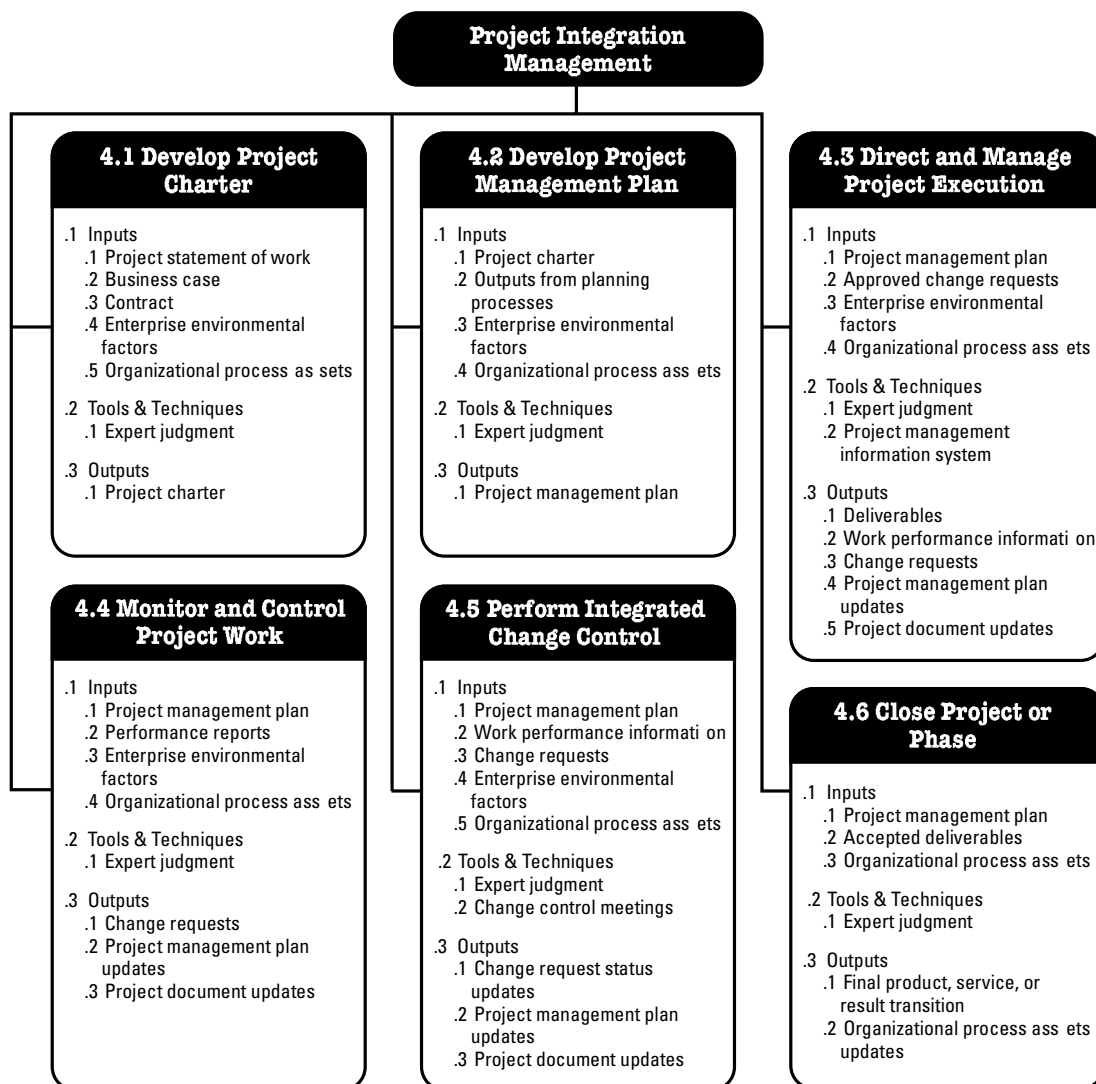 Project Integration
Management
4.1 Develop Project
Charter
.1 Inputs
.1 Project statement of work
.2 Business case
.3 Contract
.4 Enterprise environmental
factors
.5 Organizational process as sets
.2 Tools & Techniques
.1 Expert judgment
.3 Outputs
.1 Project charter
4.2 Develop Project
Management Plan
.1 Inputs
.1 Project charter
.2 Outputs from planning
processes
.3 Enterprise environmental
factors
.4 Organizational process ass ets
.2 Tools & Techniques
.1 Expert judgment
.3 Outputs
.1 Project management plan
4.3 Direct and Manage
Project Execution
.1 Inputs
.1 Project management plan
.2 Approved change requests
.3 Enterprise environmental
factors
.4 Organizational process ass ets
.2 Tools & Techniques
.1 Expert judgment
.2 Project management
information system
.3 Outputs
.1 Deliverables
.2 Work performance informati on
.3 Change requests
.4 Project management plan
updates
.5 Project document updates
4.4 Monitor and Control
Project Work
.1 Inputs
.1 Project management plan
.2 Performance reports
.3 Enterprise environmental
factors
.4 Organizational process ass ets
.2 Tools & Techniques
.1 Expert judgment
.3 Outputs
.1 Change requests
.2 Project management plan
updates
.3 Project document updates
4.5 Perform Integrated
Change Control
.1 Inputs
.1 Project management plan
.2 Work performance informati on
.3 Change requests
.4 Enterprise environmental
factors
.5 Organizational process ass ets
.2 Tools & Techniques
.1 Expert judgment
.2 Change control meetings
.3 Outputs
.1 Change request status
updates
.2 Project management plan
updates
.3 Project document updates
4.6 Close Project or
Phase
.1 Inputs
.1 Project management plan
.2 Accepted deliverables
.3 Organizational process ass ets
.2 Tools & Techniques
.1 Expert judgment
.3 Outputs
.1 Final product, service, or
result transition
.2 Organizational process ass ets
updates